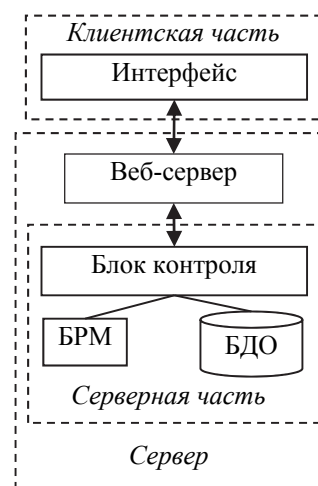 Клиентская часть
Интерфейс
Веб-сервер
Блок контроля
БРМ
БДО
Серверная часть
Сервер